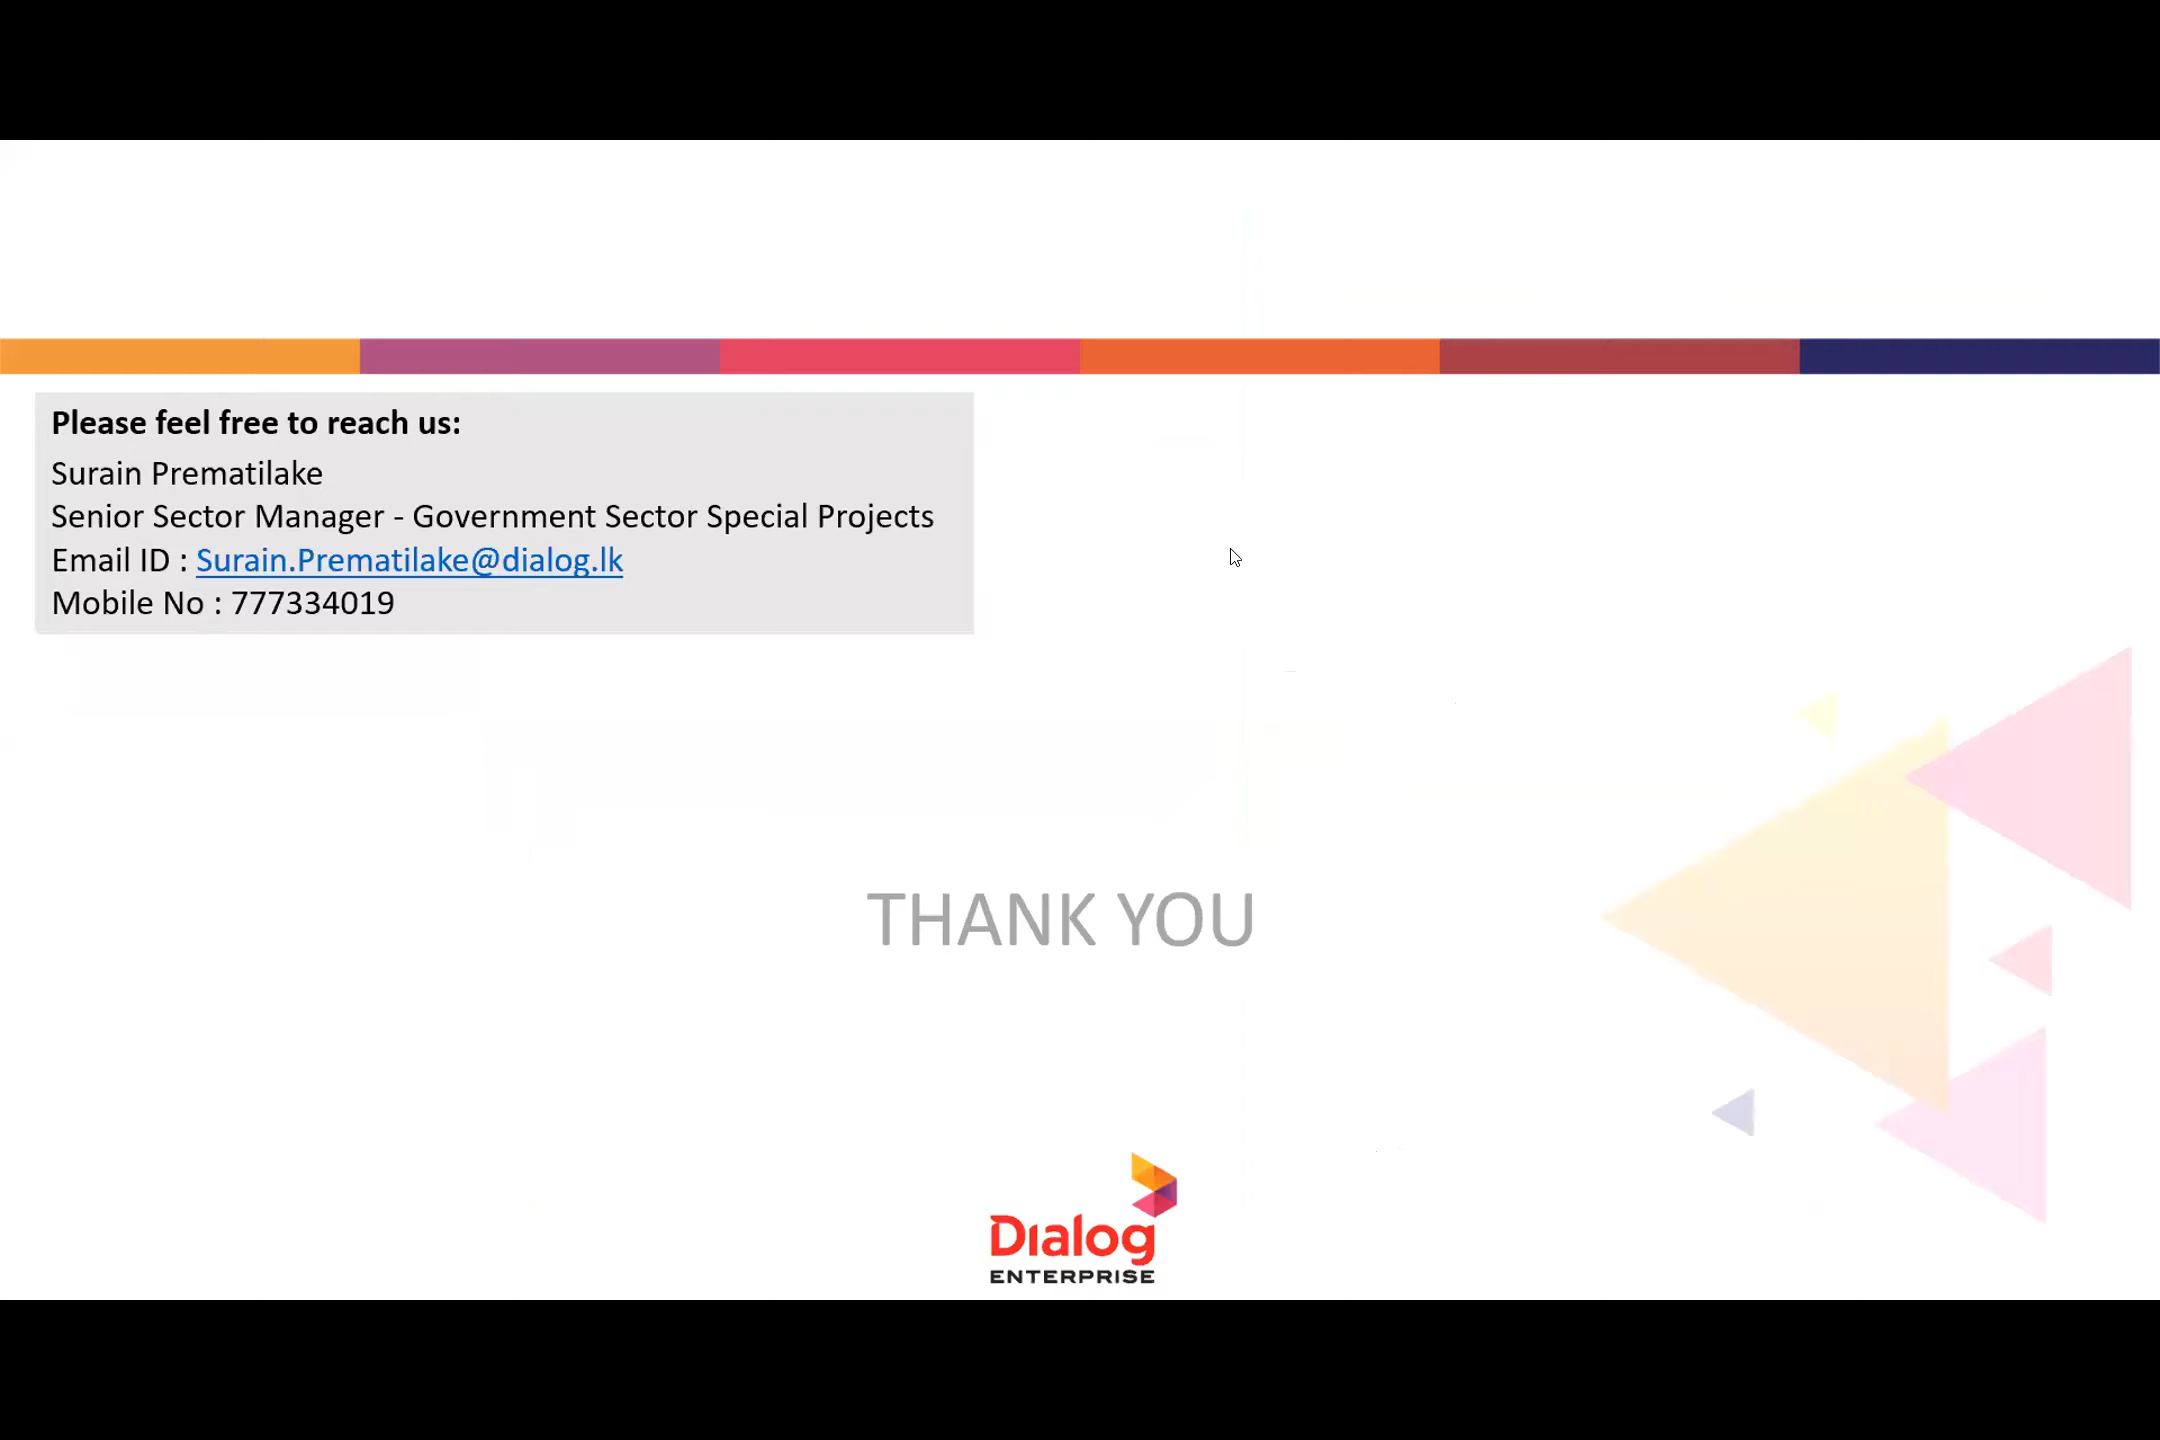 Please feel free to reach us:
Surain Prematilake
Senior Sector Manager - Government Sector Special Projects
Email ID : Surain.Prematilake@dialog.lk
Mobile No : 777334019
THANK YOU
Dialog
ENTERPRISE